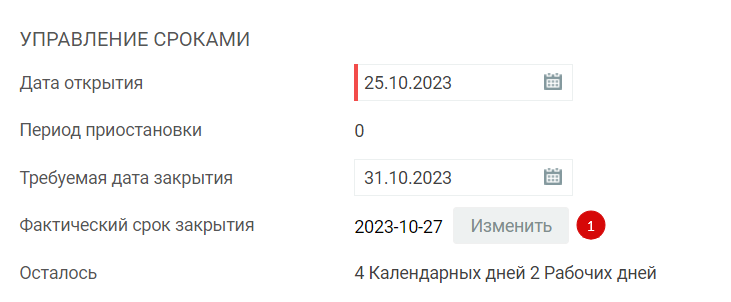 УПРАВЛЕНИЕ СРОКАМИ
Дата открытия 25.10.2023
Период приостановки 0
Требуемая дата закрытия 31.10.2023
Фактический срок закрытия 2023-10-27 Изменить 1
Осталось 4 Календарных дней 2 Рабочих дней